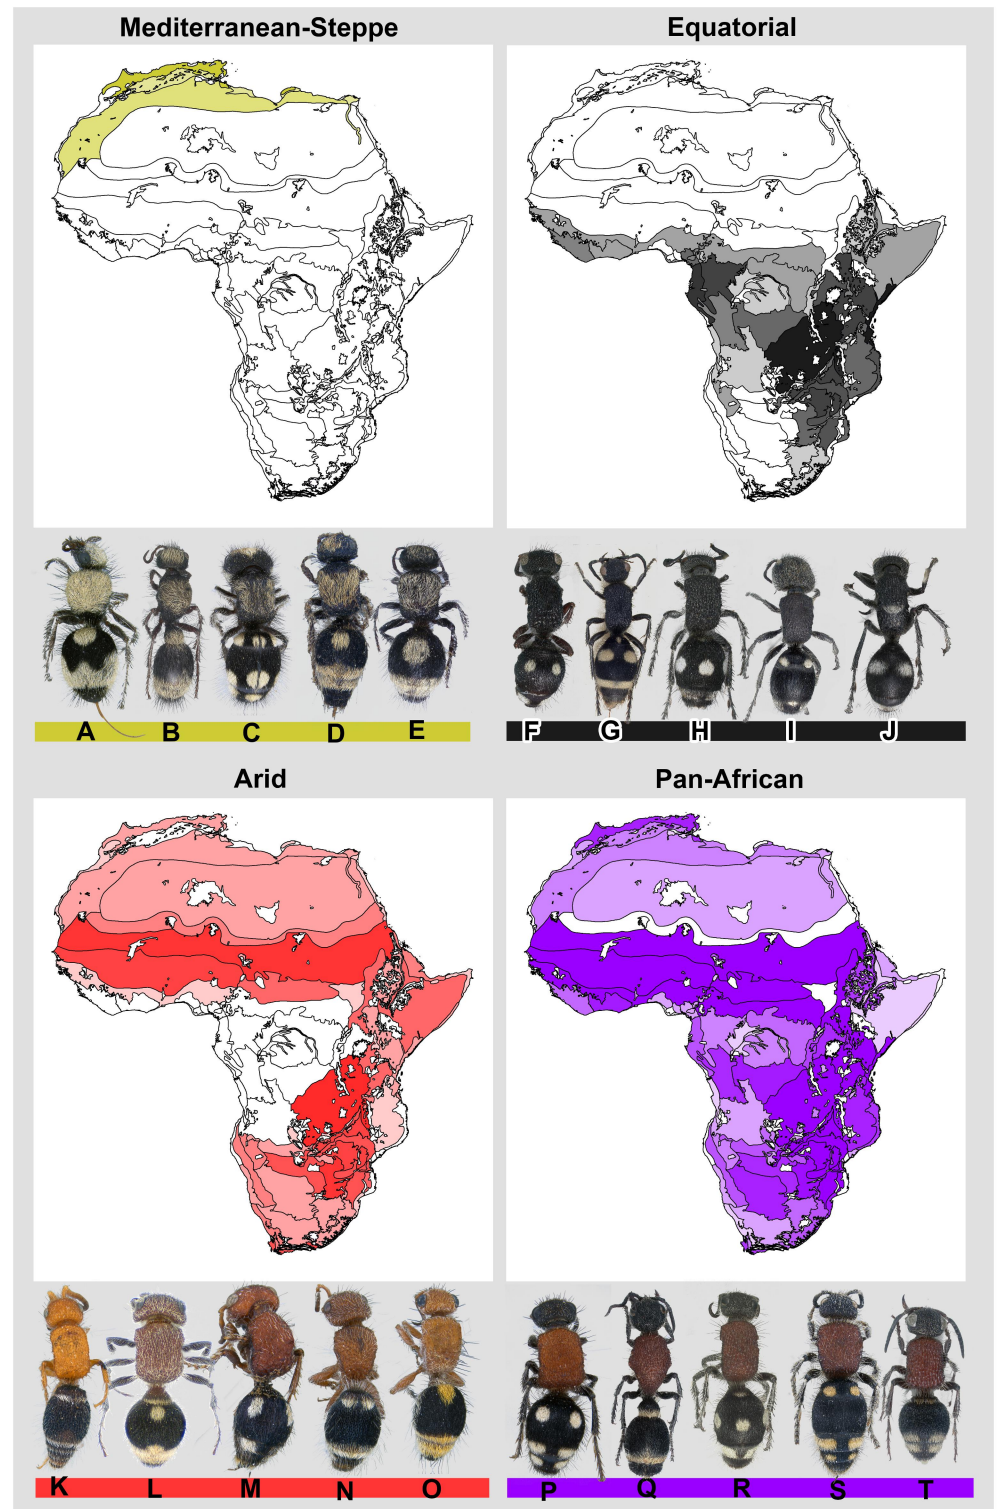 Mediterranean-Steppe
Equatorial
A B C D E
F G H I J
Arid
Pan-African
K L M N O
P Q R S T